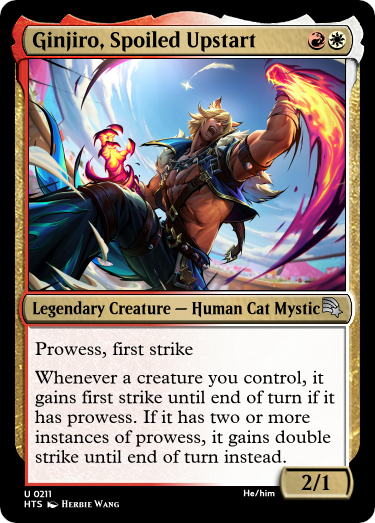 Ginjiro, Spoiled Upstart
Legendary Creature — Human Cat Mystic
Prowess, first strike
Whenever a creature you control, it
gains first strike until end of turn if it
has prowess. If it has two or more
instances of prowess, it gains double
strike until end of turn instead.
2/1
U 0211
He/him
HTS Herbie Wang